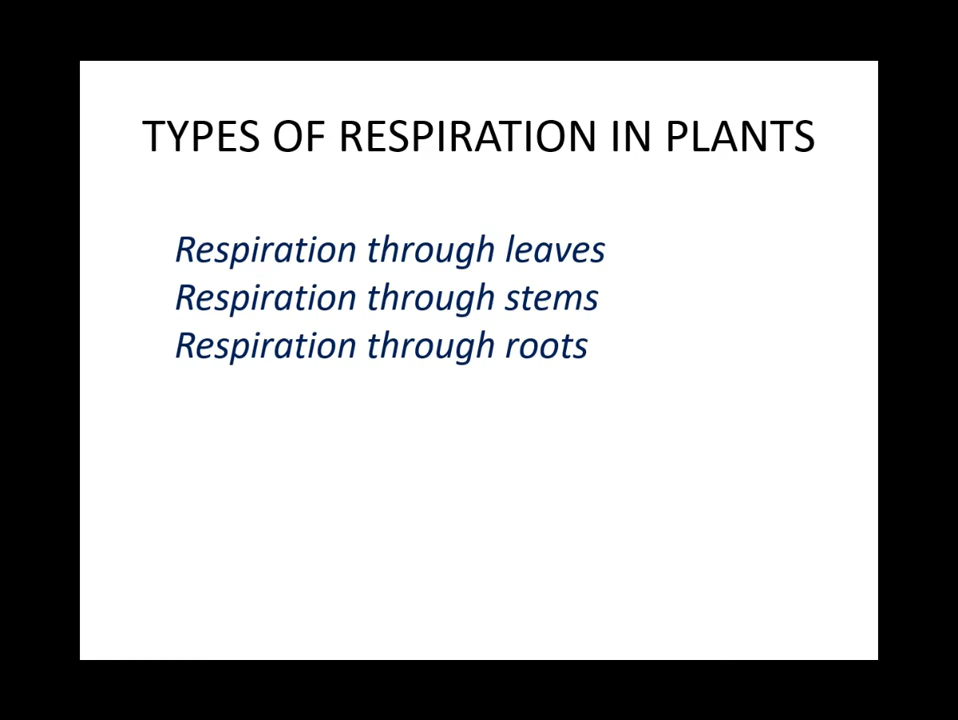 TYPES OF RESPIRATION IN PLANTS
Respiration through leaves
Respiration through stems
Respiration through roots